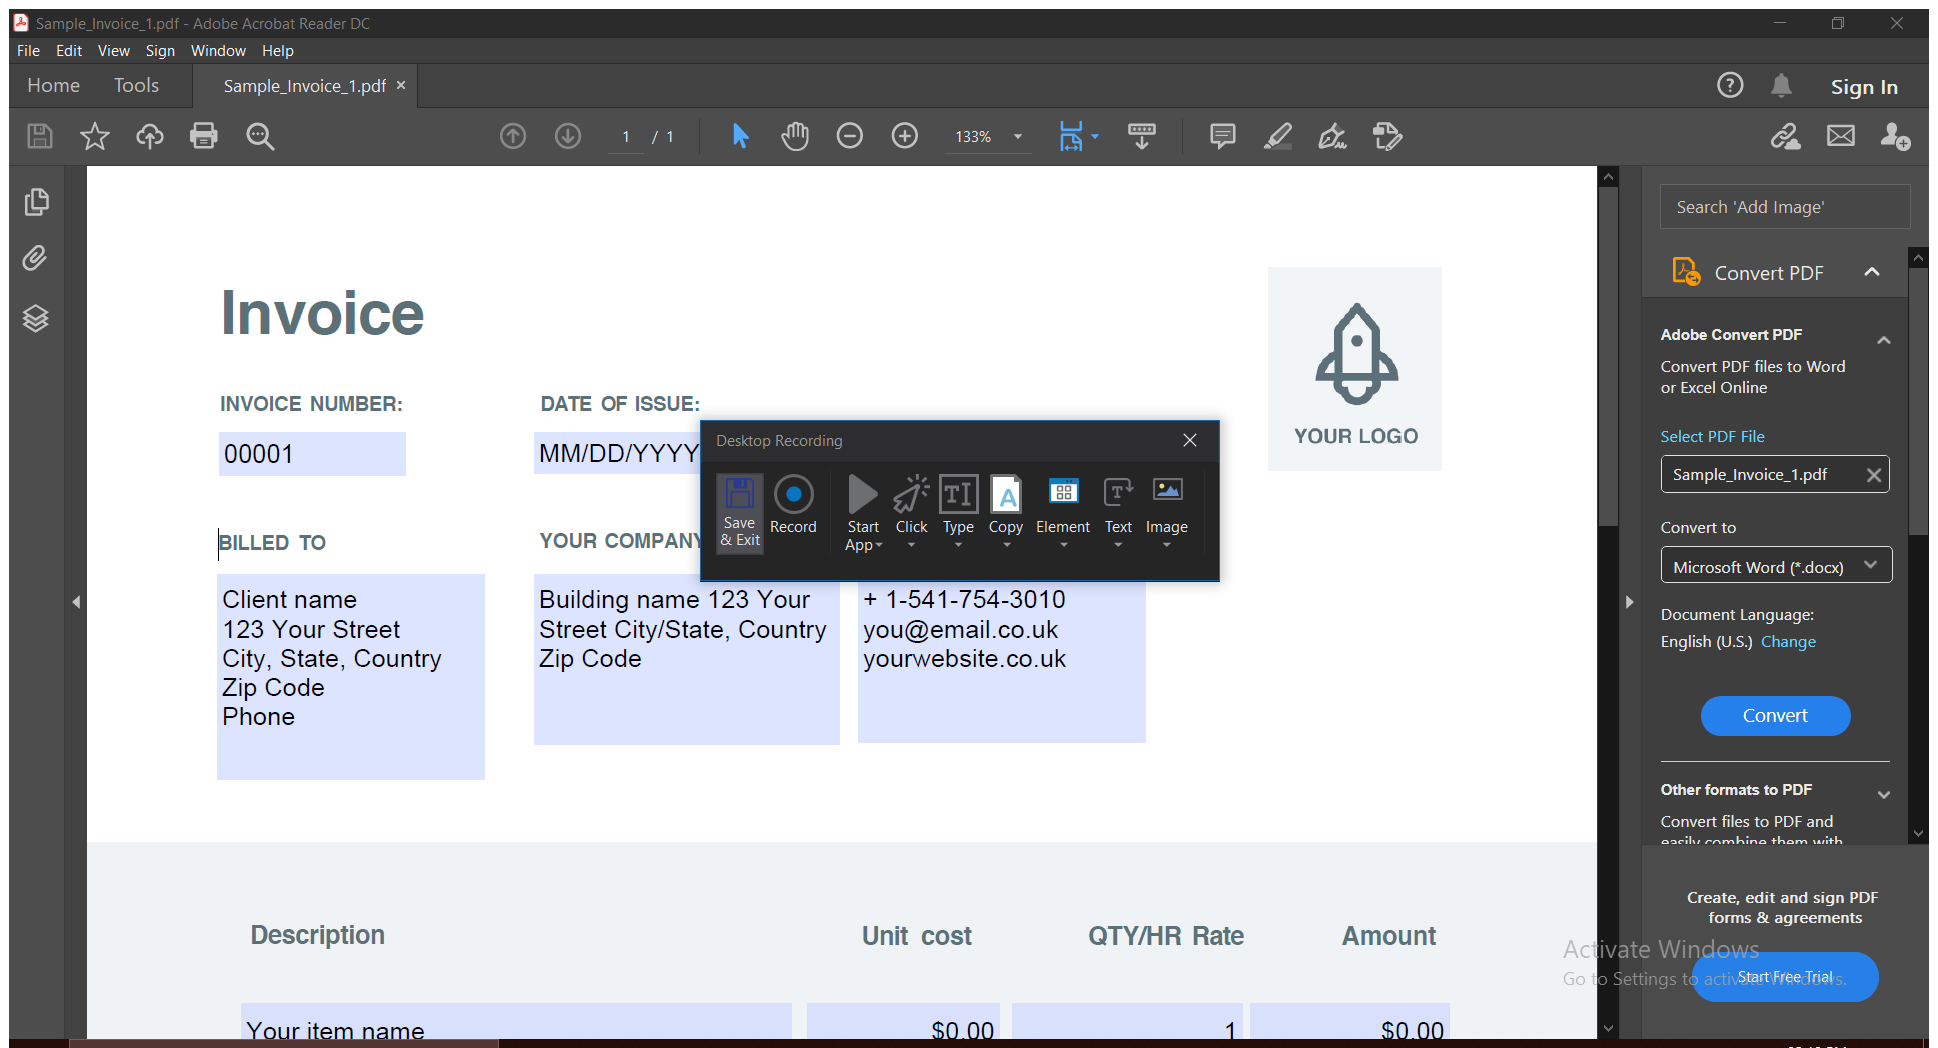 Sample_Invoice_1.pdf - Adobe Acrobat Reader DC
File Edit View Sign Window Help
Home Tools Sample_Invoice_1.pdf × Sign In
1 / 1 133%
Search 'Add Image'
Convert PDF
Invoice
YOUR LOGO
INVOICE NUMBER: DATE OF ISSUE:
00001 MM/DD/YYYY
Desktop Recording
Save & Exit
Record
Start App
Click
Type
Copy
Element
Text
Image
BILLED TO YOUR COMPANY
Client name
123 Your Street
City, State, Country
Zip Code
Phone
Building name 123 Your
Street City/State, Country
Zip Code
+ 1-541-754-3010
you@email.co.uk
yourwebsite.co.uk
Description Unit cost QTY/HR Rate Amount
Your item name $0.00 1 $0.00
Adobe Convert PDF
Convert PDF files to Word
or Excel Online
Select PDF File
Sample_Invoice_1.pdf
Convert to
Microsoft Word (*.docx)
Document Language:
English (U.S.) Change
Convert
Other formats to PDF
Convert files to PDF and
easily combine them with
Create, edit and sign PDF
forms & agreements
Start Free Trial
Activate Windows
Go to Settings to activate Windows.